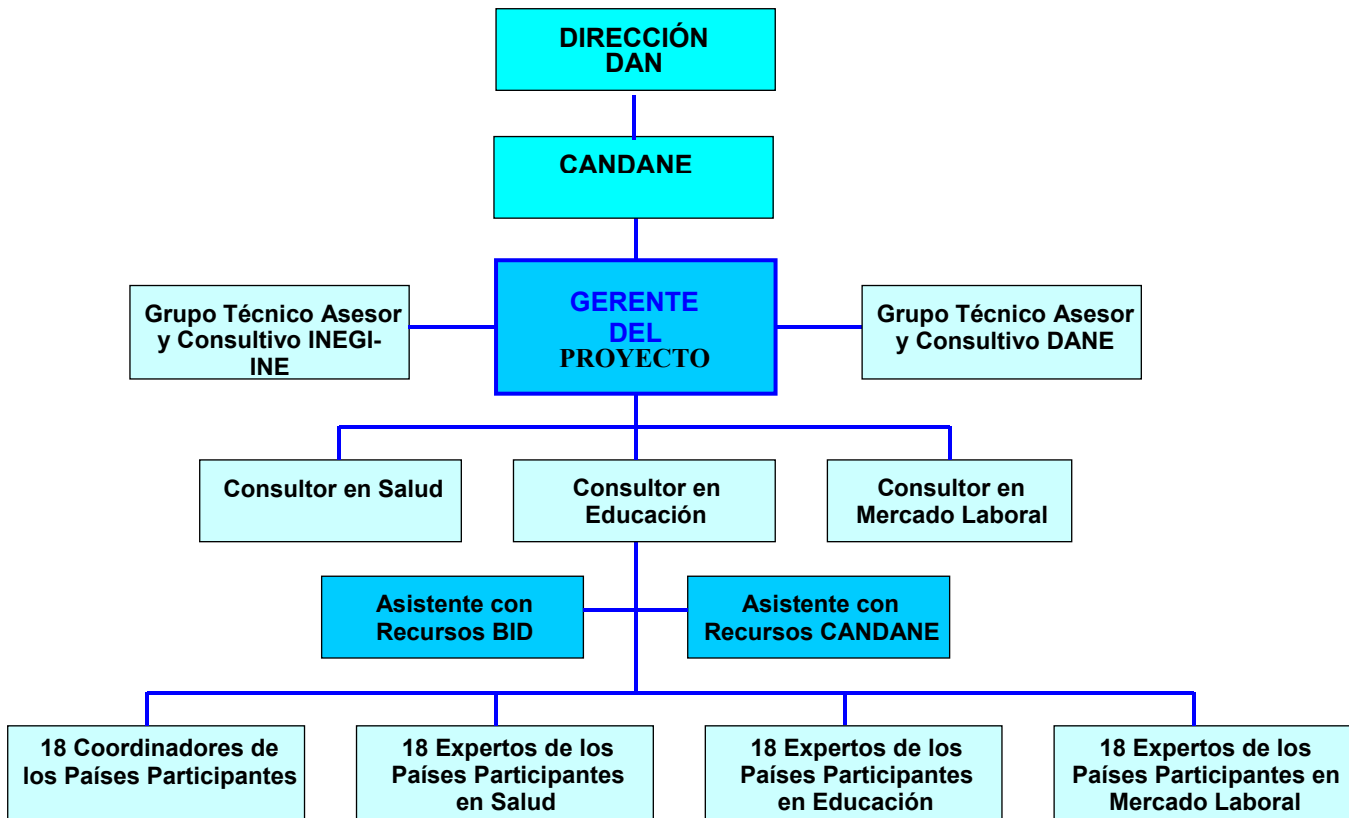 DIRECCIÓN
DAN
CANDANE
GERENTE
DEL
PROYECTO
Grupo Técnico Asesor
y Consultivo INEGI-
INE
Grupo Técnico Asesor
y Consultivo DANE
Consultor en Salud
Consultor en
Educación
Consultor en
Mercado Laboral
Asistente con
Recursos BID
Asistente con
Recursos CANDANE
18 Coordinadores de
los Países Participantes
18 Expertos de los
Países Participantes
en Salud
18 Expertos de los
Países Participantes
en Educación
18 Expertos de los
Países Participantes en
Mercado Laboral